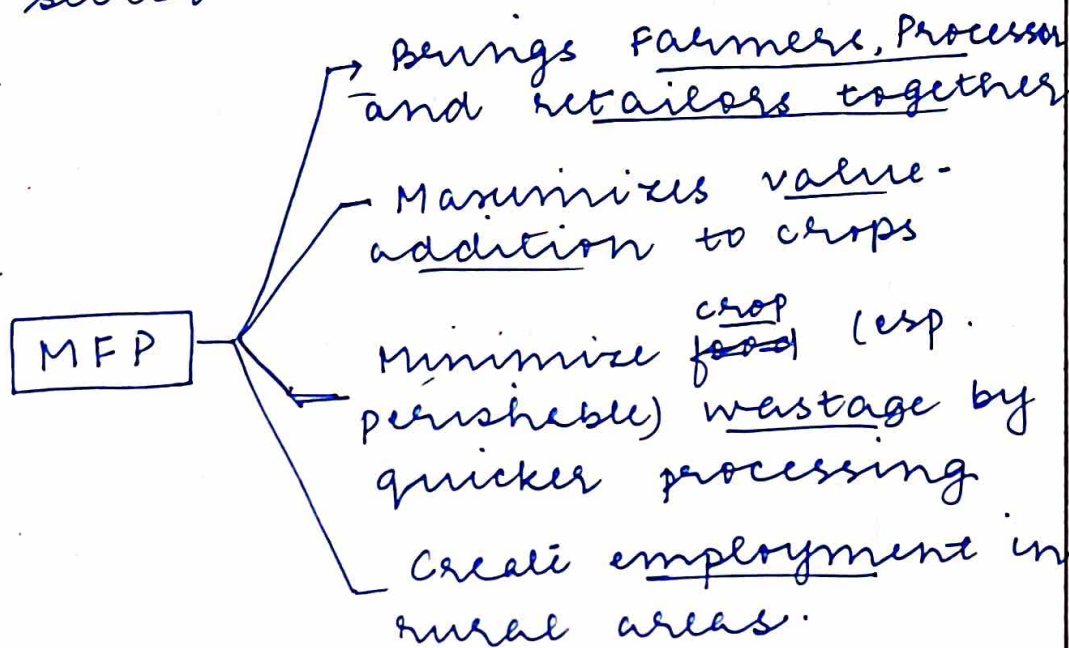 Brings Farmers, Processor
and retailors together
Maximizes value-
addition to crops
MFP
crop
Minimize food (esp.
perishable) wastage by
quicker processing
Create employment in
rural areas.